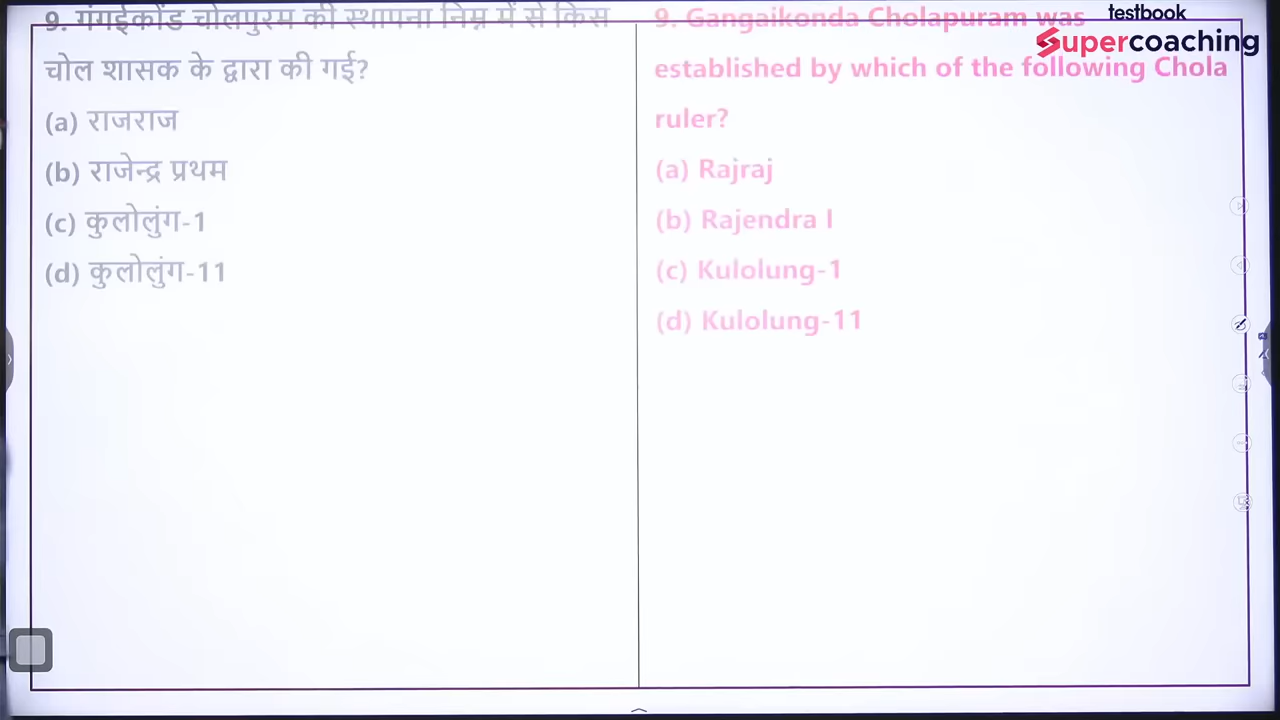 9. गंगईकोंड चोलपुरम की स्थापना निम्न में से किस
चोल शासक के द्वारा की गई?
(a) राजराज
(b) राजेन्द्र प्रथम
(c) कुलोलुंग-1
(d) कुलोलुंग-11
9. Gangaikonda Cholapuram was
established by which of the following Chola
ruler?
(a) Rajraj
(b) Rajendra I
(c) Kulolung-1
(d) Kulolung-11
testbook
Supercoaching